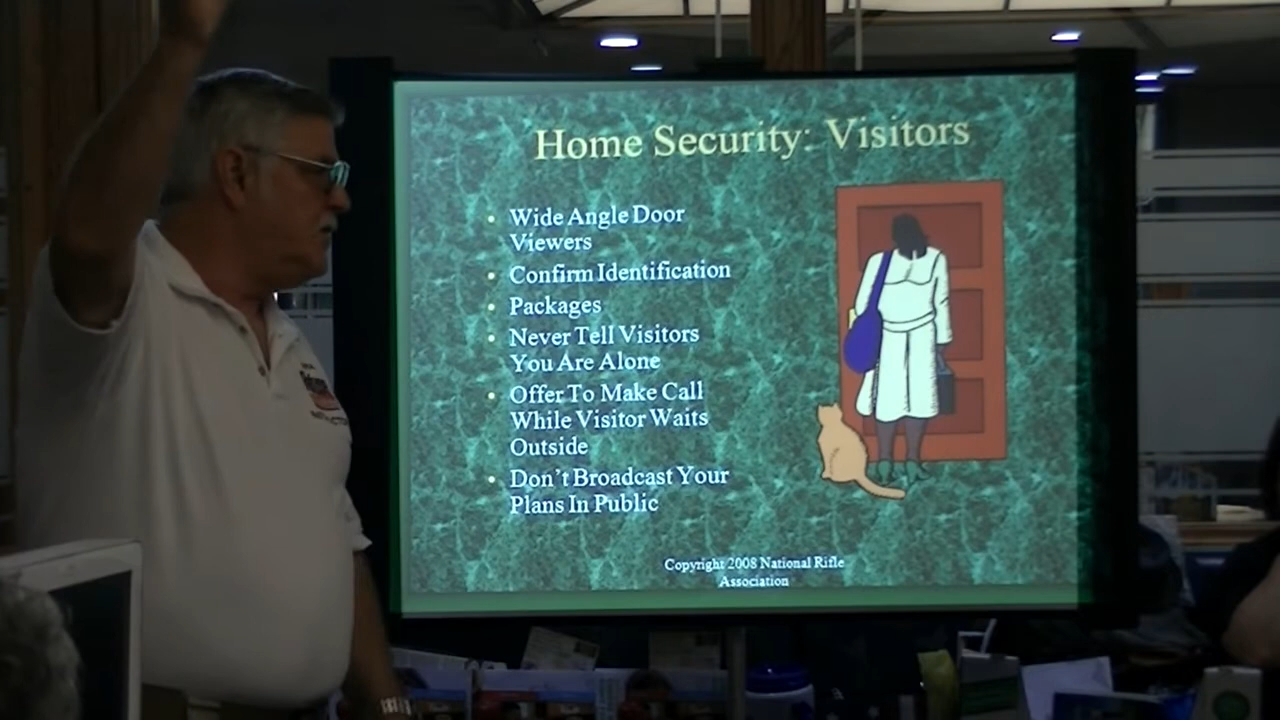 Home Security: Visitors
• Wide Angle Door
Viewers
• Confirm Identification
• Packages
• Never Tell Visitors
You Are Alone
• Offer To Make Call
While Visitor Waits
Outside
• Don't Broadcast Your
Plans In Public
Copyright 2008 National Rifle
Association